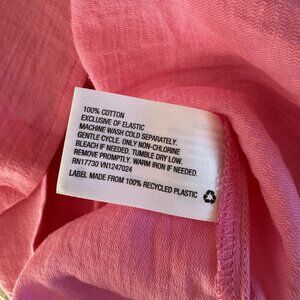 100% COTTON
EXCLUSIVE OF ELASTIC
MACHINE WASH COLD SEPARATELY.
GENTLE CYCLE. ONLY NON-CHLORINE
BLEACH IF NEEDED. TUMBLE DRY LOW.
REMOVE PROMPTLY. WARM IRON IF NEEDED.
RN17730 VN1247024
LABEL MADE FROM 100% RECYCLED PLASTIC